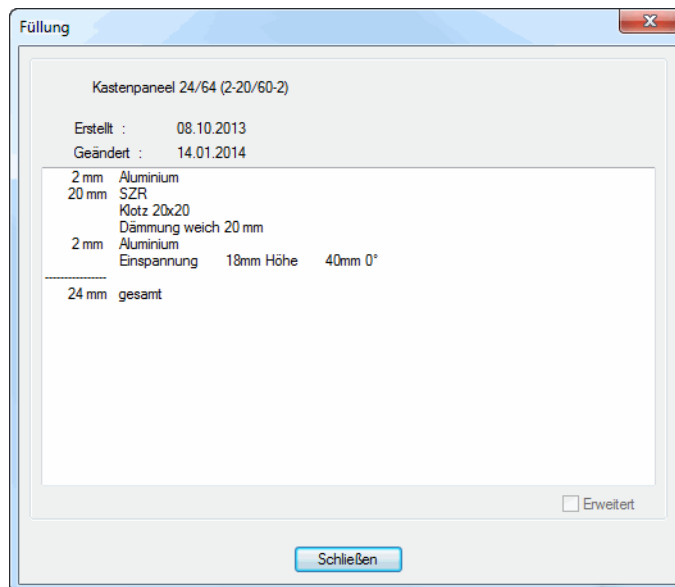 Füllung
Kastenpaneel 24/64 (2-20/60-2)
Erstellt : 08.10.2013
Geändert : 14.01.2014
2 mm Aluminium
20 mm SZR
Klotz 20x20
Dämmung weich 20 mm
2 mm Aluminium
Einspannung 18mm Höhe 40mm 0°
----------------
24 mm gesamt
Erweitert
Schließen